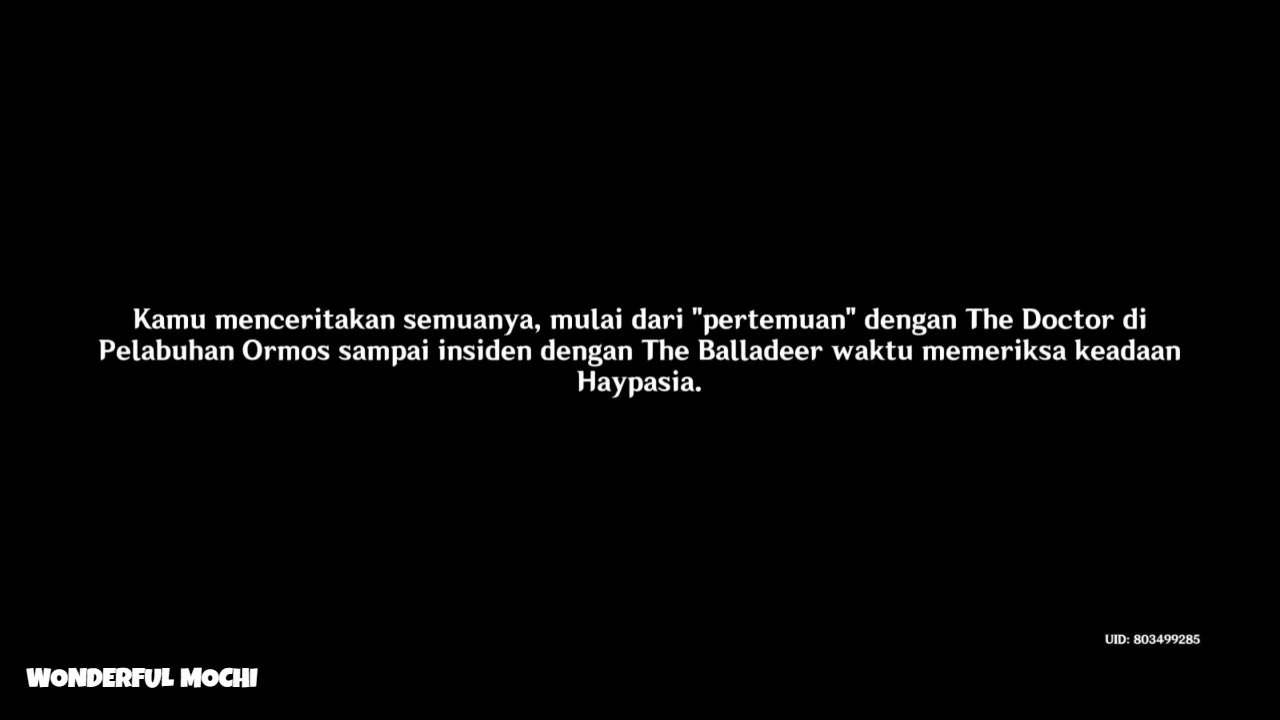 Kamu menceritakan semuanya, mulai dari "pertemuan" dengan The Doctor di
Pelabuhan Ormos sampai insiden dengan The Balladeer waktu memeriksa keadaan
Haypasia.
UID: 803499285
WONDERFUL MOCHI